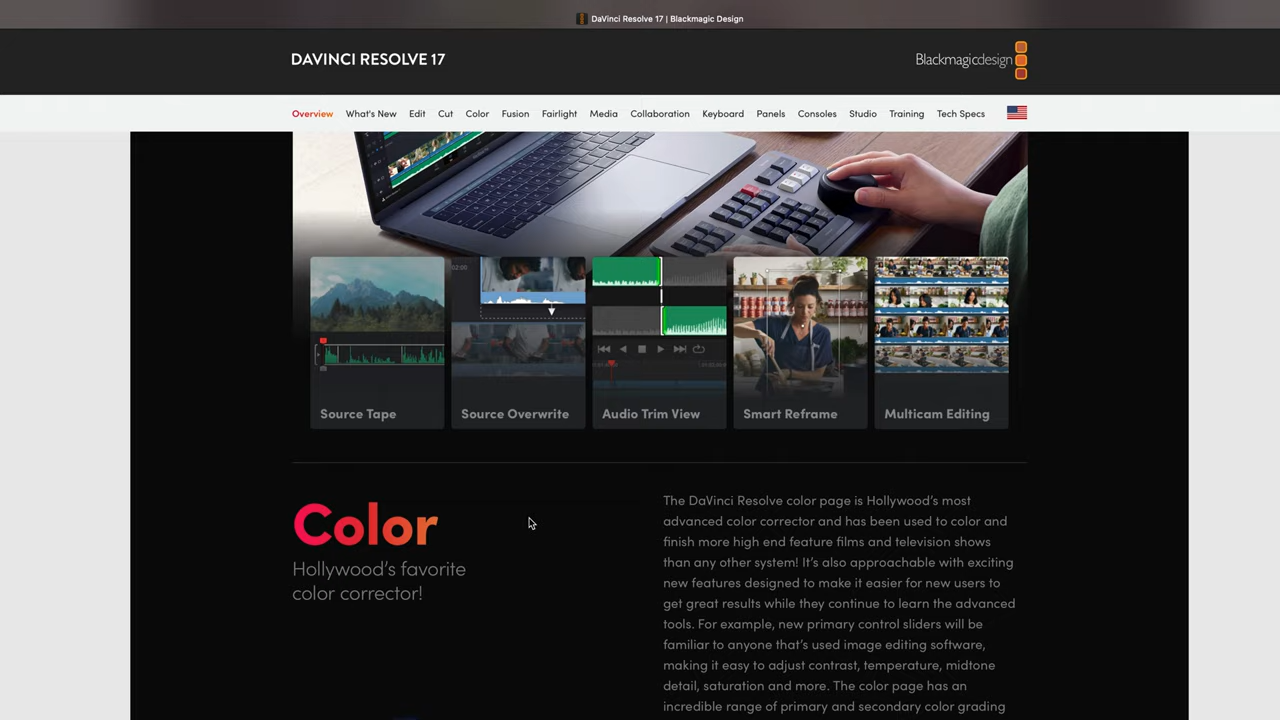 DaVinci Resolve 17 | Blackmagic Design
DAVINCI RESOLVE 17
Blackmagicdesign
Overview What's New Edit Cut Color Fusion Fairlight Media Collaboration Keyboard Panels Consoles Studio Training Tech Specs
02:00
Source Tape
Source Overwrite
Audio Trim View
Smart Reframe
Multicam Editing
Color
Hollywood's favorite
color corrector!
The DaVinci Resolve color page is Hollywood's most
advanced color corrector and has been used to color and
finish more high end feature films and television shows
than any other system! It's also approachable with exciting
new features designed to make it easier for new users to
get great results while they continue to learn the advanced
tools. For example, new primary control sliders will be
familiar to anyone that's used image editing software,
making it easy to adjust contrast, temperature, midtone
detail, saturation and more. The color page has an
incredible range of primary and secondary color grading